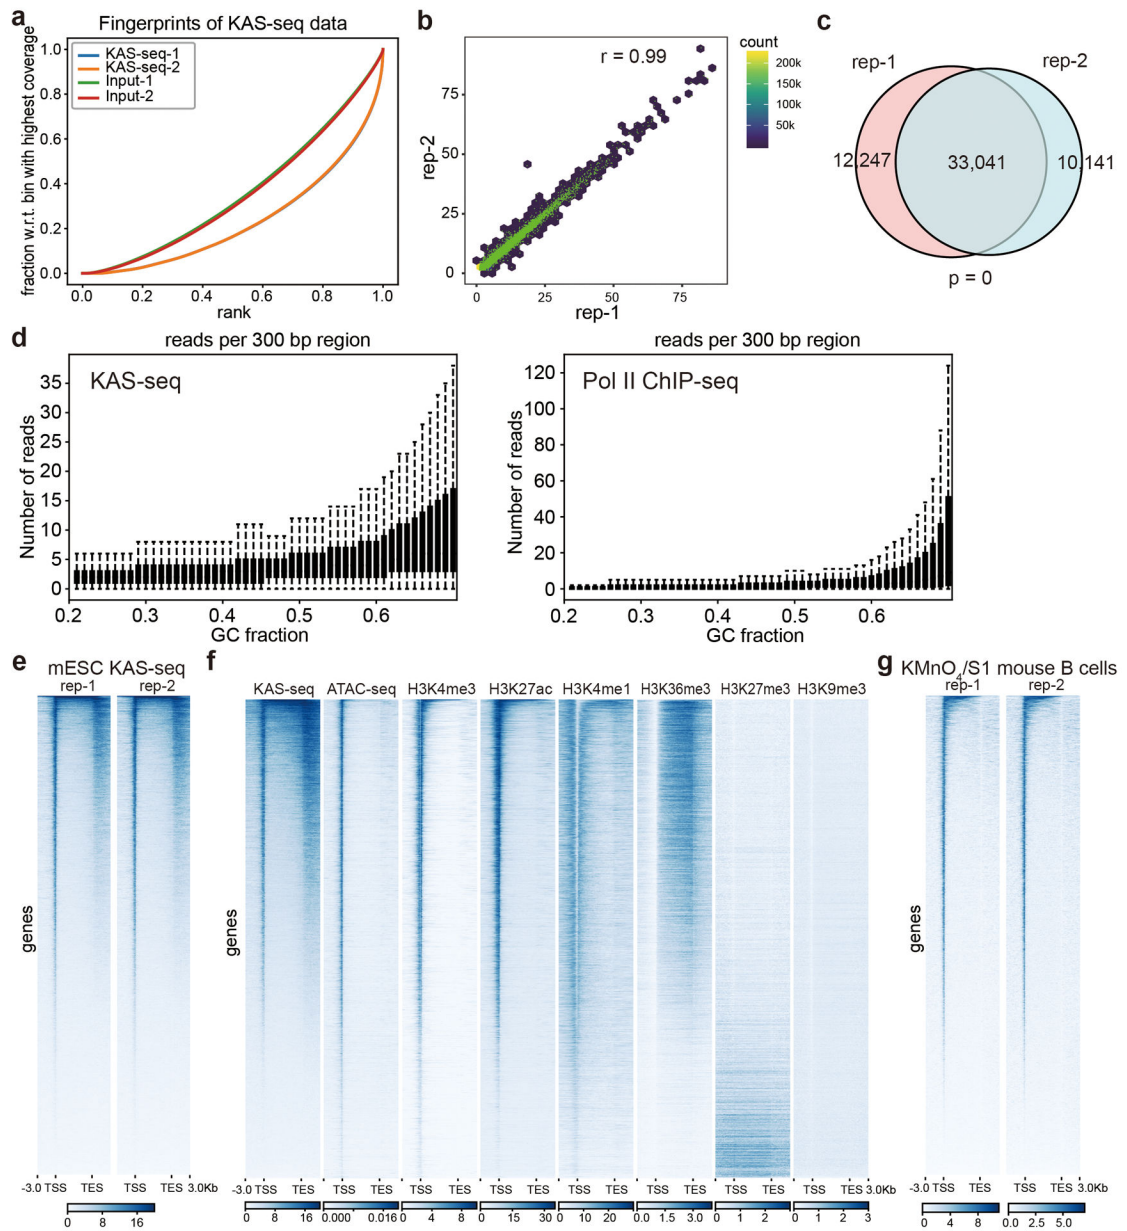 a
Fingerprints of KAS-seq data
fraction w.r.t. bin with highest coverage
1.0
0.8
0.6
0.4
0.2
0.0
KAS-seq-1
KAS-seq-2
Input-1
Input-2
0.0 0.2 0.4 0.6 0.8 1.0
rank
b
r = 0.99
rep-2
75
50
25
0
0 25 50 75
rep-1
count
200k
150k
100k
50k
c
rep-1 rep-2
12,247 33,041 10,141
p = 0
d
reads per 300 bp region
KAS-seq
Number of reads
35
30
25
20
15
10
5
0
0.2 0.3 0.4 0.5 0.6
GC fraction
reads per 300 bp region
Pol II ChIP-seq
Number of reads
120
100
80
60
40
20
0
0.2 0.3 0.4 0.5 0.6
GC fraction
e
mESC KAS-seq
rep-1 rep-2
genes
-3.0 TSS TES TSS TES 3.0Kb
0 8 16
f
KAS-seq ATAC-seq H3K4me3 H3K27ac H3K4me1 H3K36me3 H3K27me3 H3K9me3
genes
-3.0 TSS TES TSS TES TSS TES TSS TES TSS TES TSS TES TSS TES TSS TES 3.0Kb
0 8 16 0.000 0.016 0 4 8 0 15 30 0 10 20 0.0 1.5 3.0 0 1 2 3 0 1 2 3
g
KMnO4/S1 mouse B cells
rep-1 rep-2
genes
-3.0 TSS TES TSS TES 3.0Kb
0 4 8 0.0 2.5 5.0